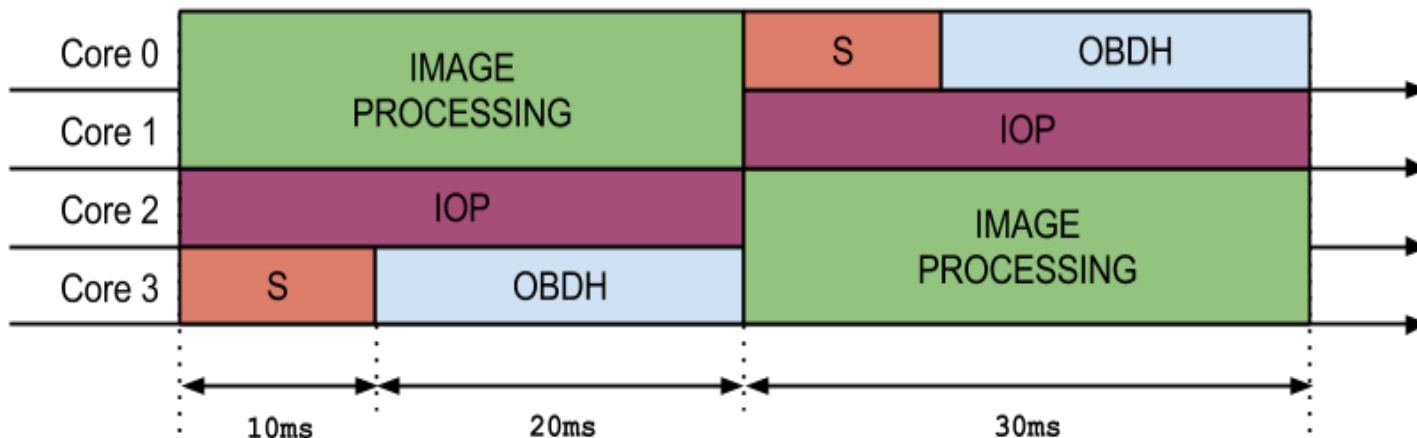 Core 0
IMAGE
PROCESSING
S
OBDH
Core 1
IOP
Core 2
IOP
IMAGE
PROCESSING
Core 3
S
OBDH
10ms
20ms
30ms